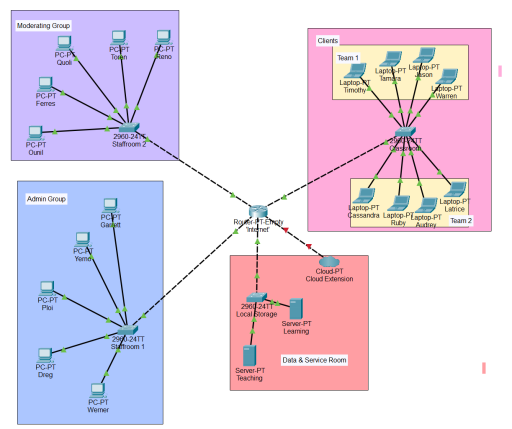 Moderating Group
PC-PT
Quoli
PC-PT
Toren
PC-PT
Reno
PC-PT
Ferres
PC-PT
Ounil
2960-24TT
Staffroom 2
Clients
Team 1
Laptop-PT
Timothy
Laptop-PT
Tamara
Laptop-PT
Jason
Laptop-PT
Warren
2960-24TT
Classroom
Laptop-PT
Cassandra
Laptop-PT
Ruby
Laptop-PT
Audrey
Laptop-PT
Latrice
Team 2
Admin Group
PC-PT
Garrett
PC-PT
Yemo
PC-PT
Ploi
PC-PT
Dreg
PC-PT
Werner
2960-24TT
Staffroom 1
Router-PT-Empty
'Internet'
Cloud-PT
Cloud Extension
2960-24TT
Local Storage
Server-PT
Learning
Server-PT
Teaching
Data & Service Room